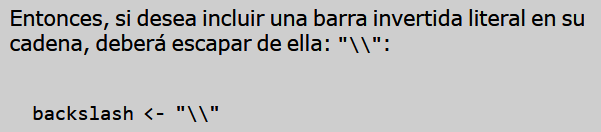 Entonces, si desea incluir una barra invertida literal en su
cadena, deberá escapar de ella: "\\":
backslash <- "\\"